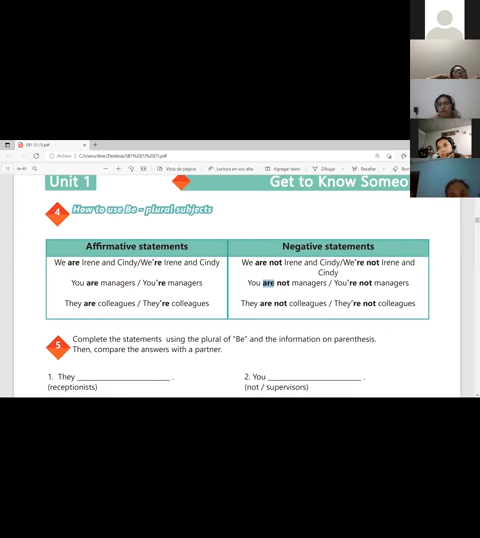 SB1 (1) (1).pdf
Archivo
C:/Users/direc/Desktop/SB1%20(1)%20(1).pdf
12
de 49
Vista de página
Lectura en voz alta
Agregar texto
Dibujar
Resaltar
Unit 1
Get to Know Someo
4
How to use Be - plural subjects
Affirmative statements
Negative statements
We are Irene and Cindy/We're Irene and Cindy
We are not Irene and Cindy/We're not Irene and
Cindy
You are managers / You're managers
You are not managers / You're not managers
They are colleagues / They're colleagues
They are not colleagues / They're not colleagues
5
Complete the statements using the plural of "Be" and the information on parenthesis.
Then, compare the answers with a partner.
1. They ______________________ .
(receptionists)
2. You ______________________ .
(not / supervisors)